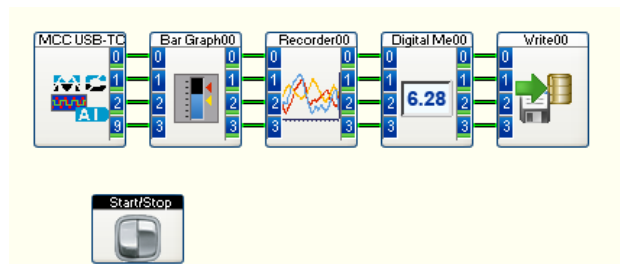 MCC USB-TC Bar Graph00 Recorder00 Digital Me00 Write00
0 0 0 0 0 0 0 0
1 1 1 1 1 1 1 1
2 2 2 2 2 2 2 2
9 3 3 3 3 3 3 3
AI
6.28
Start/Stop